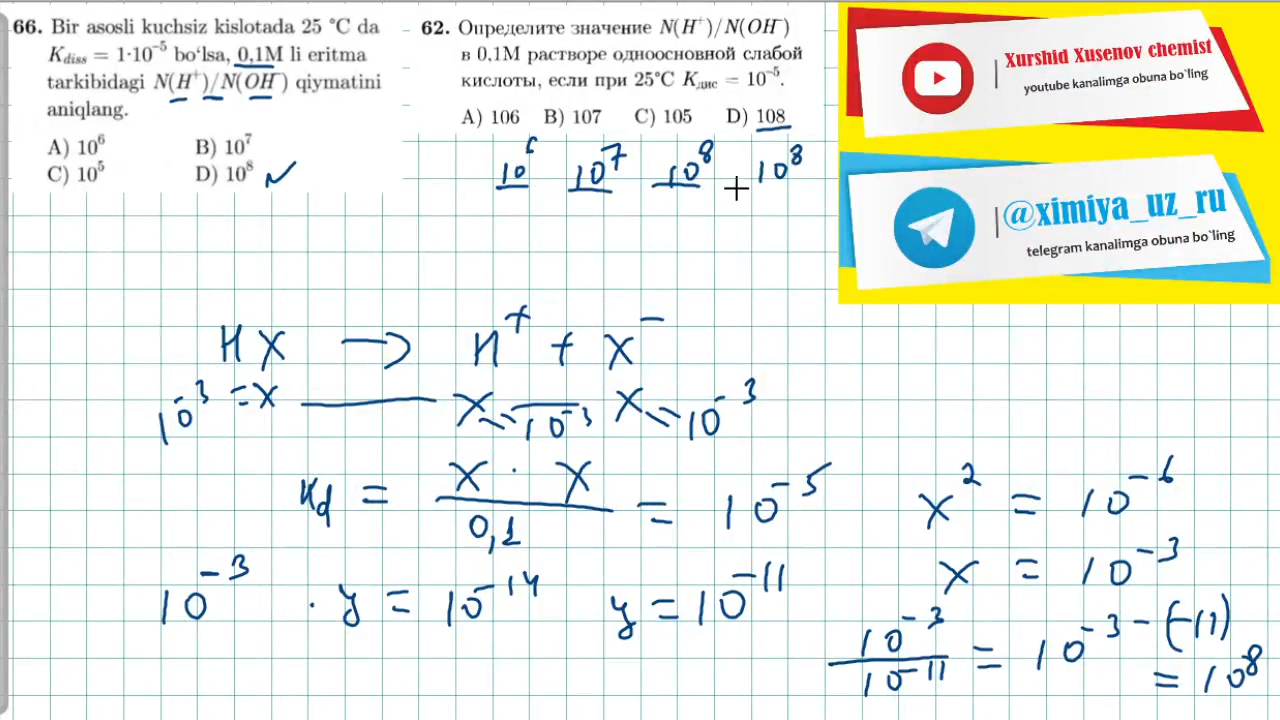 66. Bir asosli kuchsiz kislotada 25 °C da
K_diss = 1·10⁻⁵ bo‘lsa, 0,1M li eritma
tarkibidagi N(H⁺)/N(OH⁻) qiymatini
aniqlang.
A) 10⁶ B) 10⁷
C) 10⁵ D) 10⁸
62. Определите значение N(H⁺)/N(OH⁻)
в 0,1М растворе одноосновной слабой
кислоты, если при 25°С K_дис = 10⁻⁵.
A) 106 B) 107 C) 105 D) 108
10⁶ 10⁷ 10⁸ 10⁸
Xurshid Xusenov chemist
youtube kanalimga obuna bo`ling
@ximiya_uz_ru
telegram kanalimga obuna bo`ling
HX → H⁺ + X⁻
10⁻³ = x — x = 10⁻³ x = 10⁻³
Kd = x · x / 0,1 = 10⁻⁵
x² = 10⁻⁶
x = 10⁻³
10⁻³ · y = 10⁻¹⁴ y = 10⁻¹¹
10⁻³ / 10⁻¹¹ = 10⁻³⁻⁽⁻¹¹⁾
= 10⁸